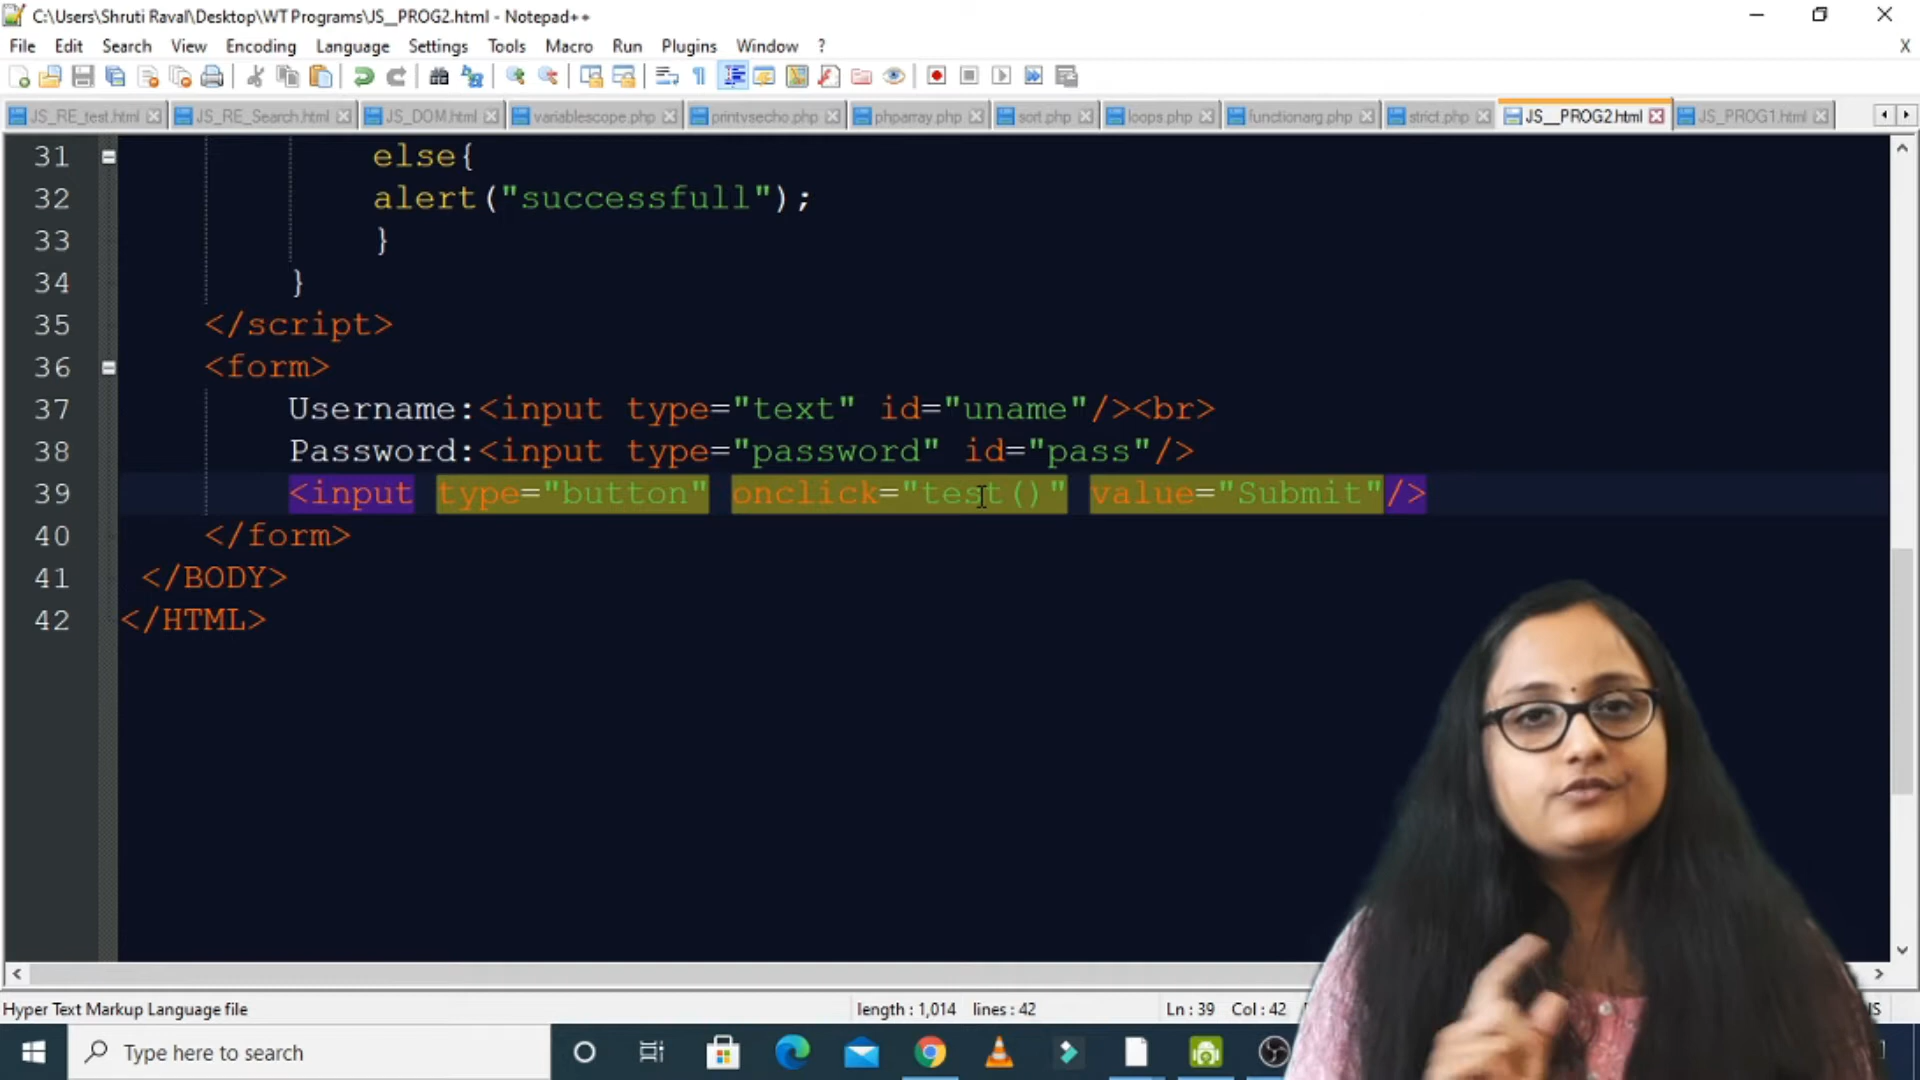 C:\Users\Shruti Raval\Desktop\WT Programs\JS__PROG2.html - Notepad++
File Edit Search View Encoding Language Settings Tools Macro Run Plugins Window ?
X
JS_RE_test.html JS_RE_Search.html JS_DOM.html variablescope.php printvsecho.php phparray.php sort.php loops.php functionarg.php strict.php JS__PROG2.html JS_PROG1.html
31 else{
32 alert("successfull");
33 }
34 }
35 </script>
36 <form>
37 Username:<input type="text" id="uname"/><br>
38 Password:<input type="password" id="pass"/>
39 <input type="button" onclick="test()" value="Submit"/>
40 </form>
41 </BODY>
42 </HTML>
Hyper Text Markup Language file length : 1,014 lines : 42 Ln : 39 Col : 42
Type here to search